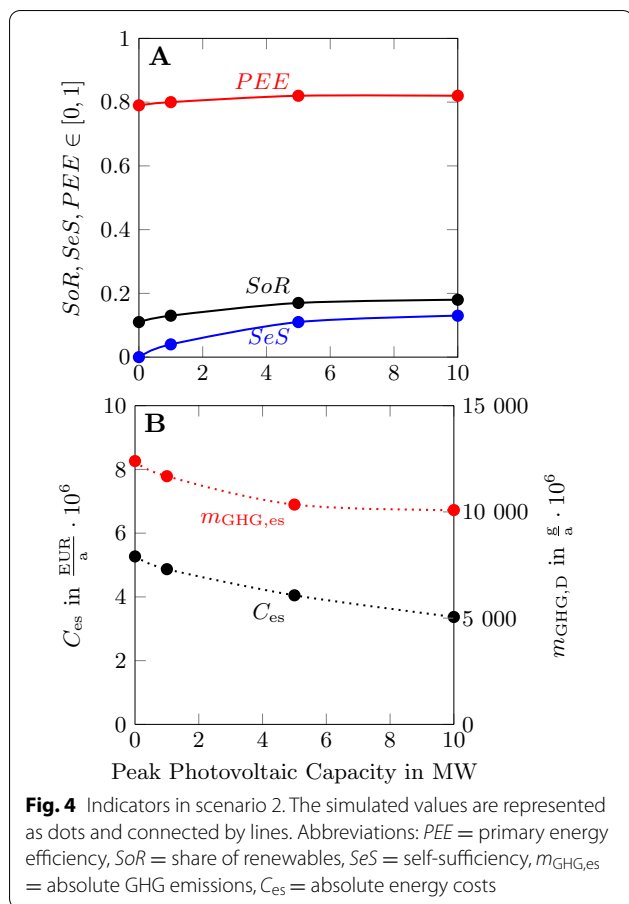 1
0.8
0.6
0.4
0.2
0
A
PEE
SoR
SeS
SoR, SeS, PEE ∈ [0, 1]
0 2 4 6 8 10
10
8
6
4
2
0
B
15 000
10 000
5 000
0
m_GHG,es
C_es
C_es in EUR/a · 10^6
m_GHG,D in g/a · 10^6
0 2 4 6 8 10
Peak Photovoltaic Capacity in MW
Fig. 4 Indicators in scenario 2. The simulated values are represented
as dots and connected by lines. Abbreviations: PEE = primary energy
efficiency, SoR = share of renewables, SeS = self-sufficiency, m_GHG,es
= absolute GHG emissions, C_es = absolute energy costs